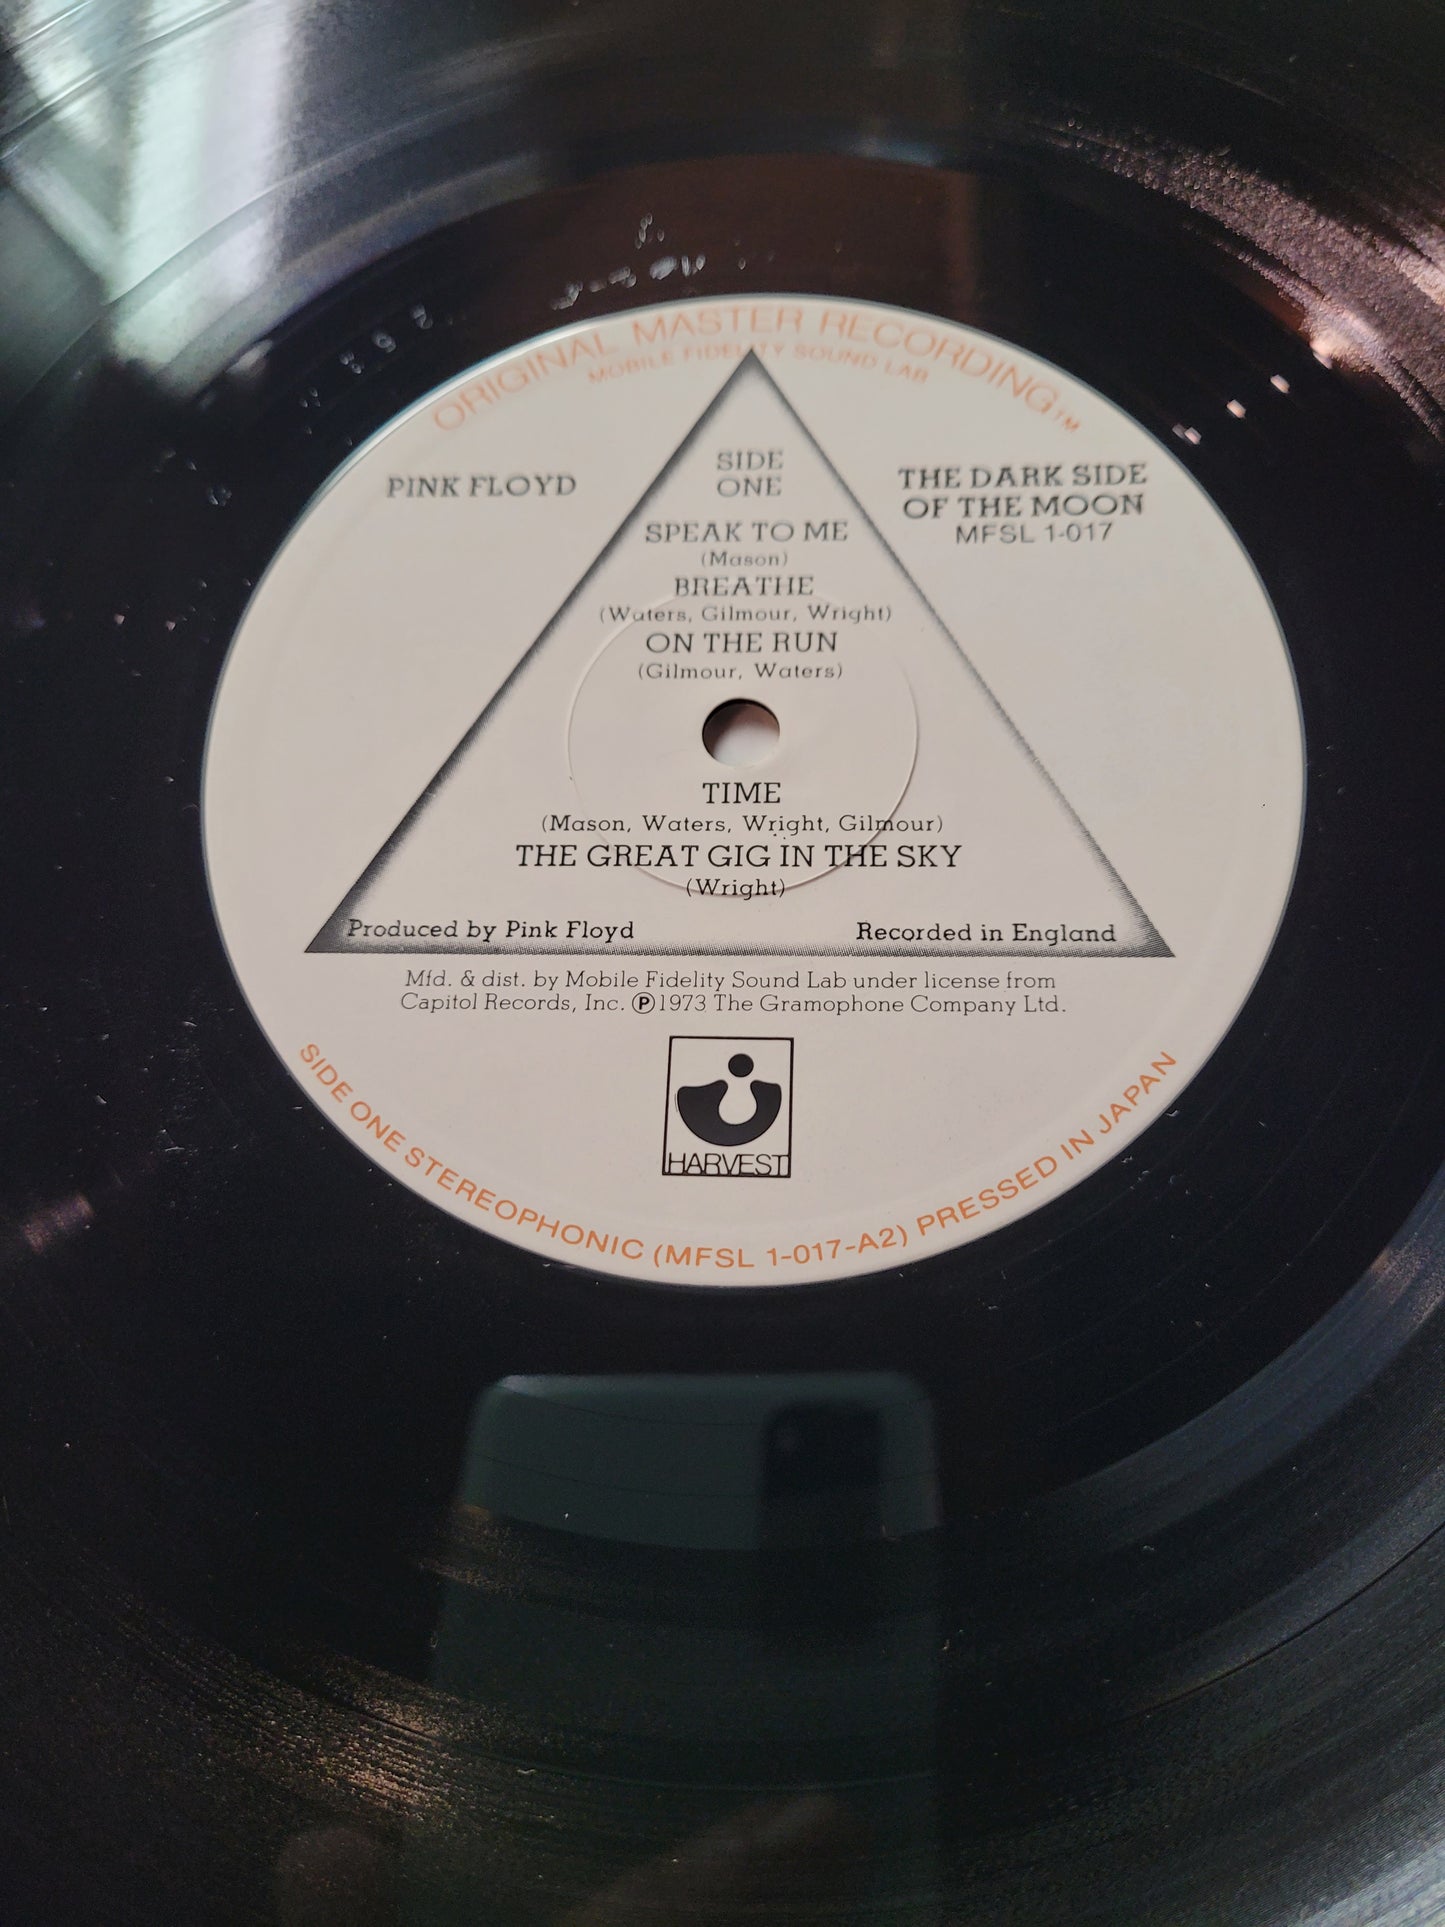 ORIGINAL MASTER RECORDING™
MOBILE FIDELITY SOUND LAB
PINK FLOYD
THE DARK SIDE
OF THE MOON
MFSL 1-017
SIDE
ONE
SPEAK TO ME
(Mason)
BREATHE
(Waters, Gilmour, Wright)
ON THE RUN
(Gilmour, Waters)
TIME
(Mason, Waters, Wright, Gilmour)
THE GREAT GIG IN THE SKY
(Wright)
Produced by Pink Floyd
Recorded in England
Mfd. & dist. by Mobile Fidelity Sound Lab under license from
Capitol Records, Inc. Ⓟ1973 The Gramophone Company Ltd.
HARVEST
SIDE ONE STEREOPHONIC (MFSL 1-017-A2) PRESSED IN JAPAN